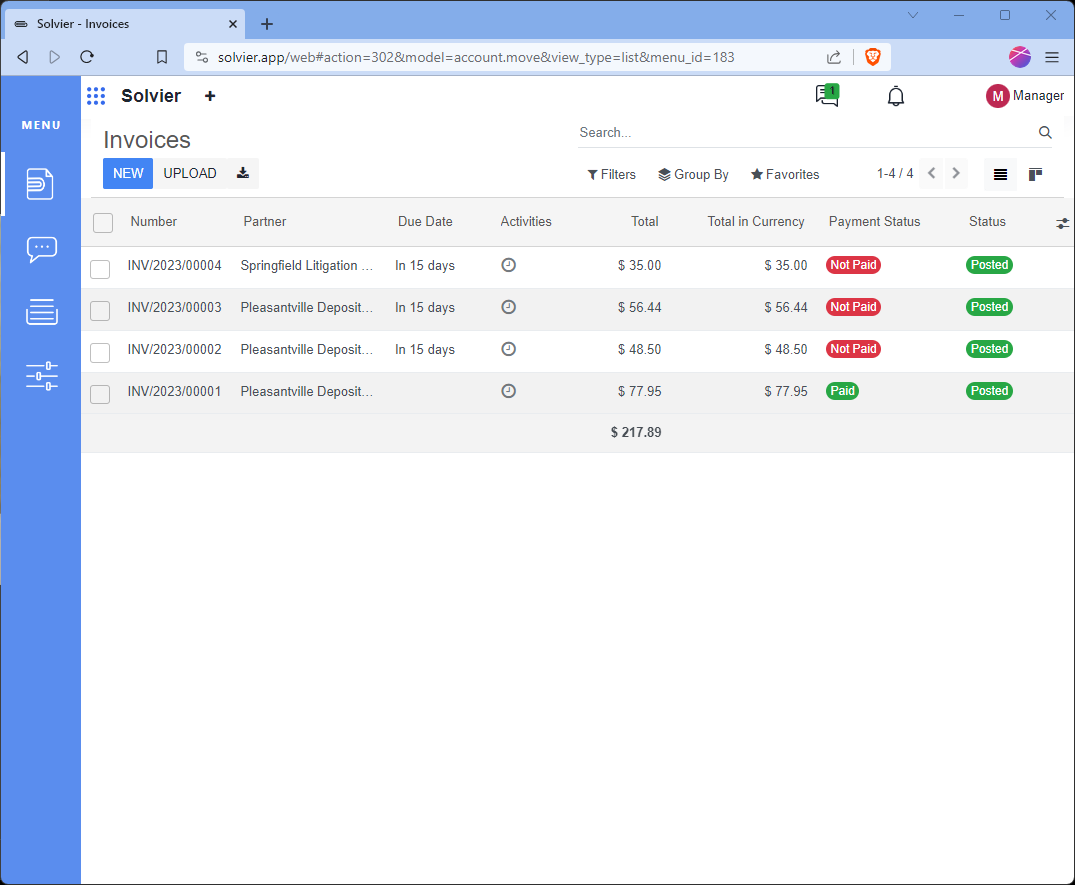 Solvier - Invoices
solvier.app/web#action=302&model=account.move&view_type=list&menu_id=183
MENU
Solvier + 1 M Manager
Invoices
Search...
NEW UPLOAD
Filters Group By Favorites 1-4 / 4
Number Partner Due Date Activities Total Total in Currency Payment Status Status
INV/2023/00004 Springfield Litigation ... In 15 days $ 35.00 $ 35.00 Not Paid Posted
INV/2023/00003 Pleasantville Deposit... In 15 days $ 56.44 $ 56.44 Not Paid Posted
INV/2023/00002 Pleasantville Deposit... In 15 days $ 48.50 $ 48.50 Not Paid Posted
INV/2023/00001 Pleasantville Deposit... $ 77.95 $ 77.95 Paid Posted
$ 217.89